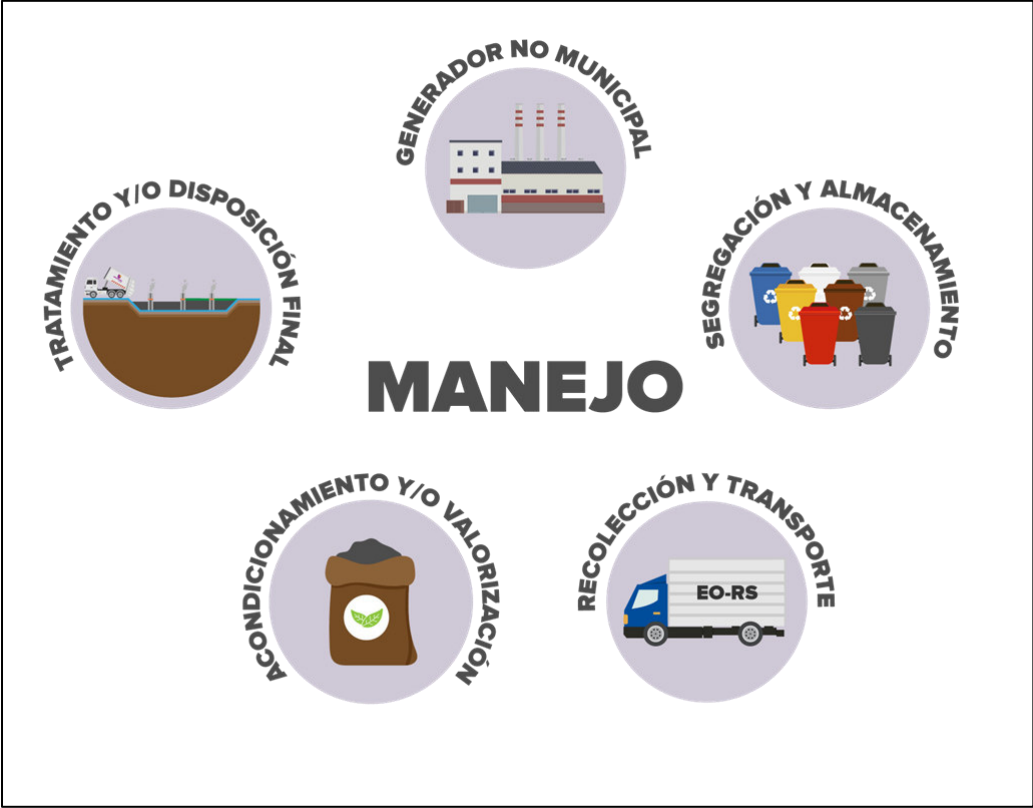 GENERADOR NO MUNICIPAL
SEGREGACIÓN Y ALMACENAMIENTO
RECOLECCIÓN Y TRANSPORTE
EO-RS
ACONDICIONAMIENTO Y/O VALORIZACIÓN
TRATAMIENTO Y/O DISPOSICIÓN FINAL
MANEJO